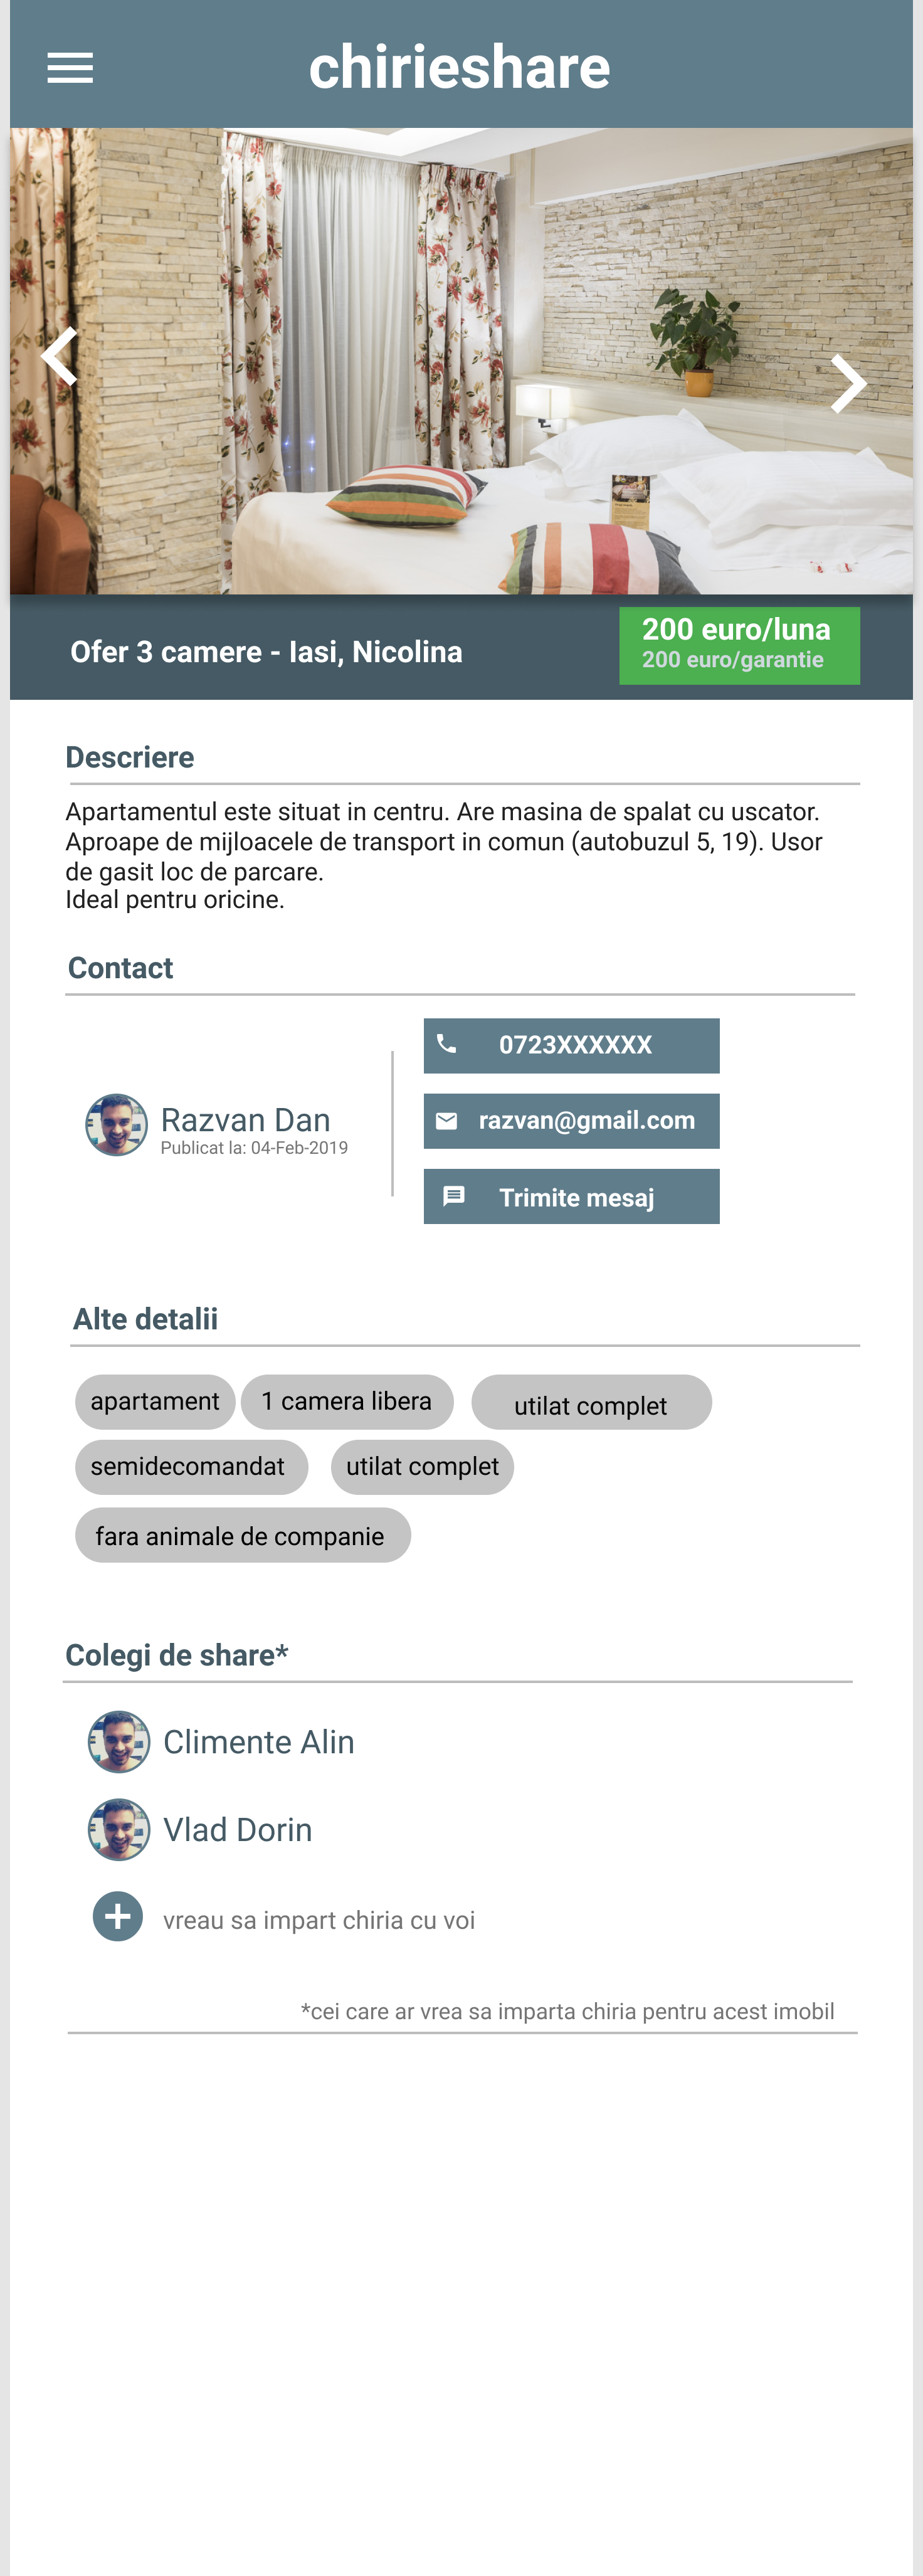 chirieshare
Ofer 3 camere - Iasi, Nicolina
200 euro/luna
200 euro/garantie
Descriere
Apartamentul este situat in centru. Are masina de spalat cu uscator.
Aproape de mijloacele de transport in comun (autobuzul 5, 19). Usor
de gasit loc de parcare.
Ideal pentru oricine.
Contact
Razvan Dan
Publicat la: 04-Feb-2019
0723XXXXXX
razvan@gmail.com
Trimite mesaj
Alte detalii
apartament
1 camera libera
utilat complet
semidecomandat
utilat complet
fara animale de companie
Colegi de share*
Climente Alin
Vlad Dorin
vreau sa impart chiria cu voi
*cei care ar vrea sa imparta chiria pentru acest imobil